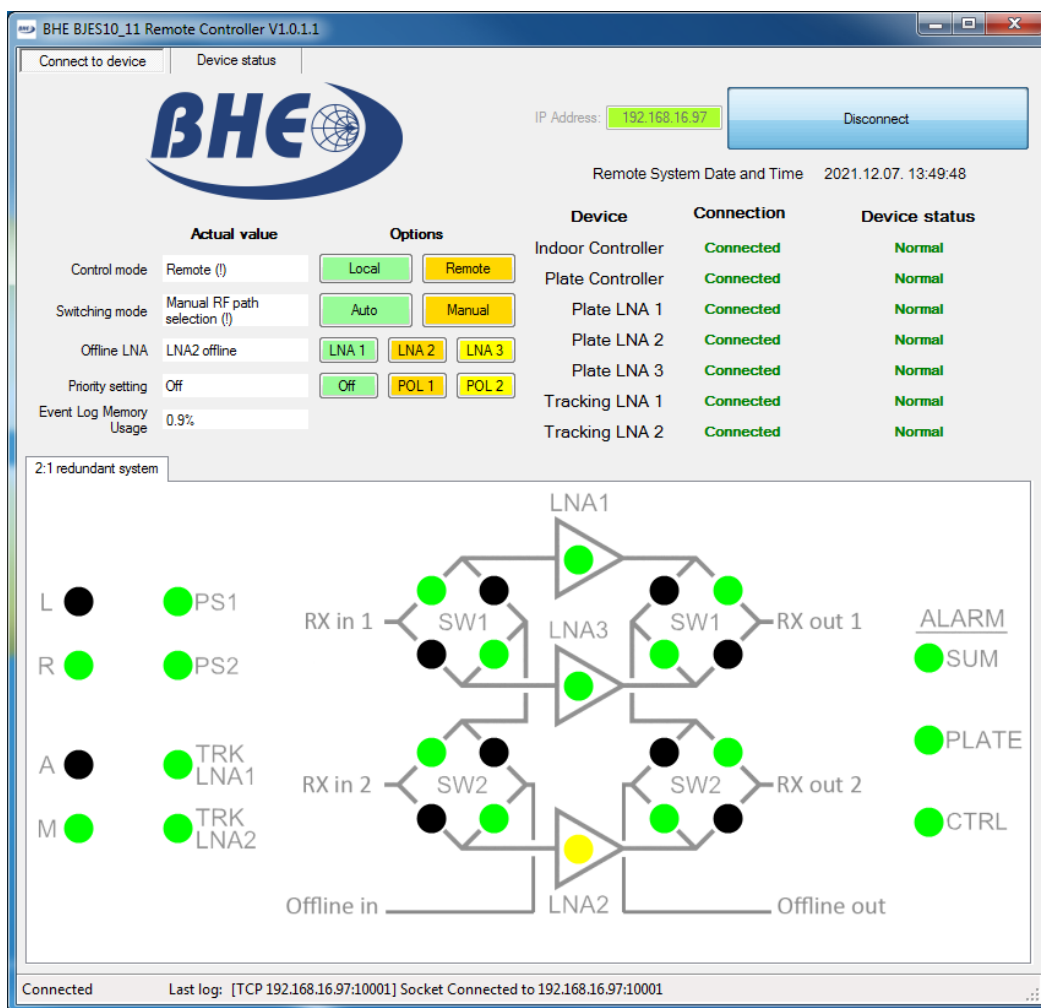 BHE BJES10_11 Remote Controller V1.0.1.1
Connect to device
Device status
BHE
IP Address: 192.168.16.97
Disconnect
Remote System Date and Time 2021.12.07. 13:49:48
Actual value Options
Control mode Remote (!) Local Remote
Switching mode Manual RF path
selection (!) Auto Manual
Offline LNA LNA2 offline LNA 1 LNA 2 LNA 3
Priority setting Off Off POL 1 POL 2
Event Log Memory
Usage 0.9%
Device Connection Device status
Indoor Controller Connected Normal
Plate Controller Connected Normal
Plate LNA 1 Connected Normal
Plate LNA 2 Connected Normal
Plate LNA 3 Connected Normal
Tracking LNA 1 Connected Normal
Tracking LNA 2 Connected Normal
2:1 redundant system
L
PS1
R
PS2
A
TRK
LNA1
M
TRK
LNA2
LNA1
RX in 1
SW1
LNA3
SW1
RX out 1
RX in 2
SW2
SW2
RX out 2
Offline in
LNA2
Offline out
ALARM
SUM
PLATE
CTRL
Connected
Last log: [TCP 192.168.16.97:10001] Socket Connected to 192.168.16.97:10001